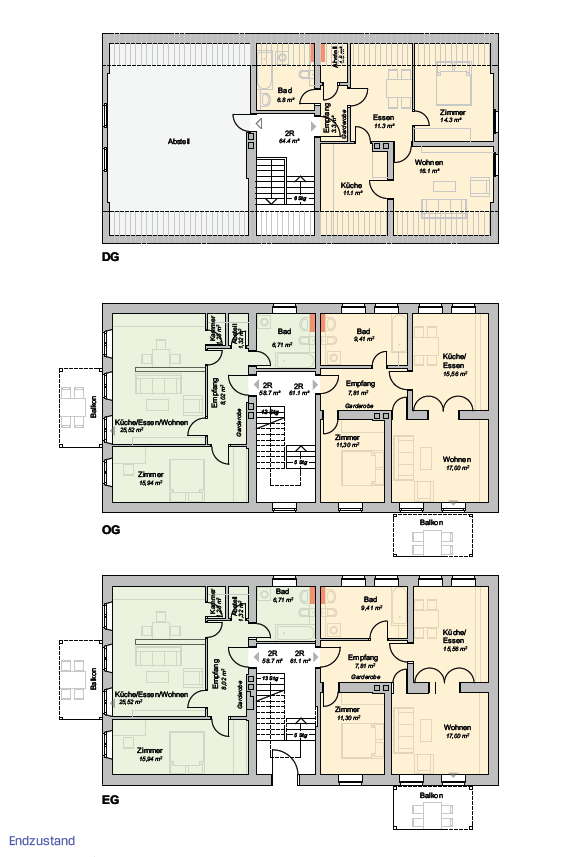 Abstell
Bad
6.8 m²
Abstell
1.5 m²
Empfang
3.3 m²
Garderobe
Essen
11.3 m²
Zimmer
14.3 m²
2R
64.4 m²
Wohnen
16.1 m²
Küche
11.1 m²
6 Stg
DG
Kammer
1,28 m²
Abstell
1,32 m²
Bad
6,71 m²
Bad
9,41 m²
Küche/
Essen
15,56 m²
Balkon
Empfang
8,02 m²
Garderobe
2R
58.7 m²
2R
61.1 m²
Empfang
7,81 m²
Garderobe
13 Stg
Küche/Essen/Wohnen
25,52 m²
Zimmer
11,30 m²
5 Stg
Wohnen
17,00 m²
Zimmer
15,94 m²
Balkon
OG
Kammer
1,28 m²
Abstell
1,32 m²
Bad
6,71 m²
Bad
9,41 m²
Küche/
Essen
15,56 m²
Balkon
Empfang
8,02 m²
Garderobe
2R
58.7 m²
2R
61.1 m²
Empfang
7,81 m²
Garderobe
13 Stg
Küche/Essen/Wohnen
25,52 m²
Zimmer
11,30 m²
5 Stg
Wohnen
17,00 m²
Zimmer
15,94 m²
Balkon
EG
Endzustand